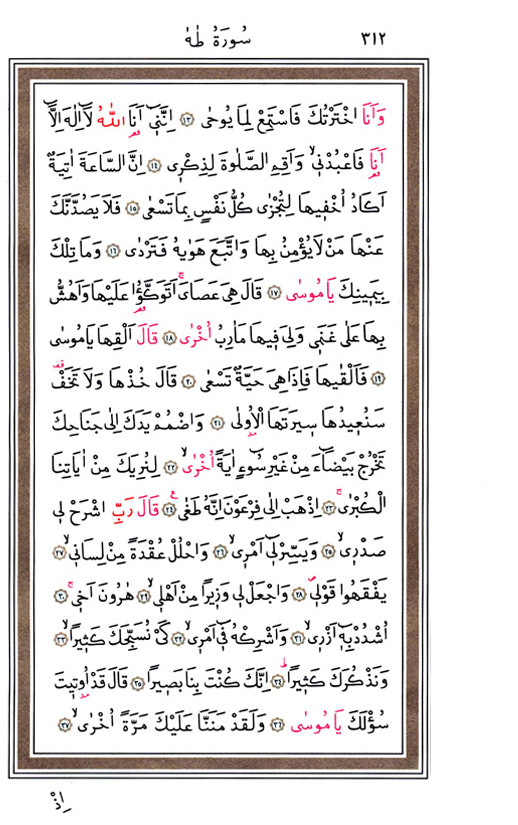 ٣١٢ سُورَةُ طٰهٰ
وَاَنَا اخْتَرْتُكَ فَاسْتَمِعْ لِمَا يُوحٰى ﴿١٣﴾ اِنَّنٖٓي اَنَا اللّٰهُ لَٓا اِلٰهَ اِلَّٓا
اَنَا فَاعْبُدْنٖيۙ وَاَقِمِ الصَّلٰوةَ لِذِكْرٖي ﴿١٤﴾ اِنَّ السَّاعَةَ اٰتِيَةٌ
اَكَادُ اُخْفٖيهَا لِتُجْزٰى كُلُّ نَفْسٍ بِمَا تَسْعٰى ﴿١٥﴾ فَلَا يَصُدَّنَّكَ
عَنْهَا مَنْ لَا يُؤْمِنُ بِهَا وَاتَّبَعَ هَوٰيهُ فَتَرْدٰى ﴿١٦﴾ وَمَا تِلْكَ
بِيَمٖينِكَ يَا مُوسٰى ﴿١٧﴾ قَالَ هِيَ عَصَايَۚ اَتَوَكَّؤُ۬ا عَلَيْهَا وَاَهُشُّ
بِهَا عَلٰى غَنَمٖي وَلِيَ فٖيهَا مَاٰرِبُ اُخْرٰى ﴿١٨﴾ قَالَ اَلْقِهَا يَا مُوسٰى
﴿١٩﴾ فَاَلْقٰيهَا فَاِذَا هِيَ حَيَّةٌ تَسْعٰى ﴿٢٠﴾ قَالَ خُذْهَا وَلَا تَخَفْ۠
سَنُعٖيدُهَا سٖيرَتَهَا الْاُو۫لٰى ﴿٢١﴾ وَاضْمُمْ يَدَكَ اِلٰى جَنَاحِكَ
تَخْرُجْ بَيْضَٓاءَ مِنْ غَيْرِ سُٓوءٍ اٰيَةً اُخْرٰىۙ ﴿٢٢﴾ لِنُرِيَكَ مِنْ اٰيَاتِنَا
الْكُبْرٰىۚ ﴿٢٣﴾ اِذْهَبْ اِلٰى فِرْعَوْنَ اِنَّهُ طَغٰى ﴿٢٤﴾ قَالَ رَبِّ اشْرَحْ لٖي
صَدْرٖيۙ ﴿٢٥﴾ وَيَسِّرْ لٖٓي اَمْرٖيۙ ﴿٢٦﴾ وَاحْلُلْ عُقْدَةً مِنْ لِسَانٖيۙ ﴿٢٧﴾
يَفْقَهُوا قَوْلٖيۖ ﴿٢٨﴾ وَاجْعَلْ لٖي وَزٖيرًا مِنْ اَهْلٖيۙ ﴿٢٩﴾ هٰرُونَ اَخٖيۚ ﴿٣٠﴾
اُشْدُدْ بِهٖٓ اَزْرٖيۙ ﴿٣١﴾ وَاَشْرِكْهُ فٖٓي اَمْرٖيۙ ﴿٣٢﴾ كَيْ نُسَبِّحَكَ كَثٖيرًاۙ ﴿٣٣﴾
وَنَذْكُرَكَ كَثٖيرًاۜ ﴿٣٤﴾ اِنَّكَ كُنْتَ بِنَا بَصٖيرًا ﴿٣٥﴾ قَالَ قَدْ اُو۫تٖيتَ
سُؤْلَكَ يَا مُوسٰى ﴿٣٦﴾ وَلَقَدْ مَنَنَّا عَلَيْكَ مَرَّةً اُخْرٰىۙ ﴿٣٧﴾
اِذْ